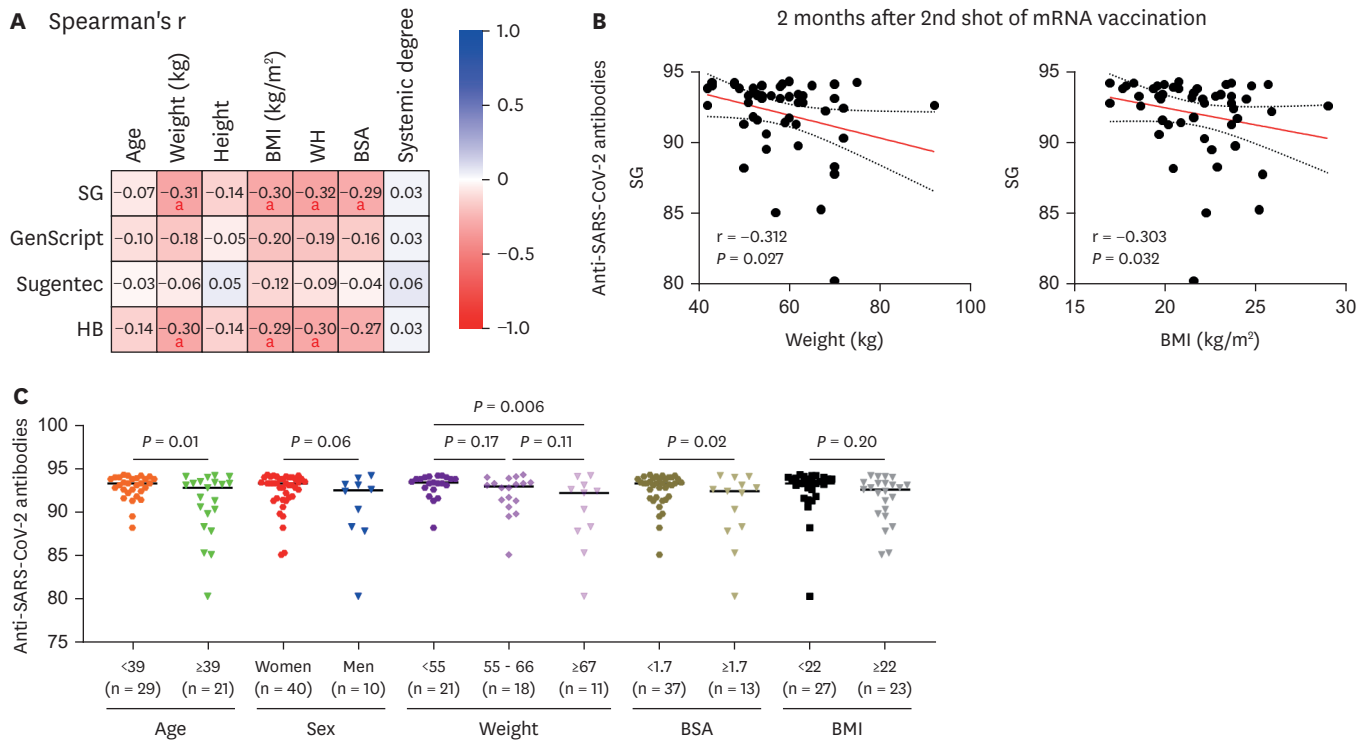 A Spearman's r
Age
Weight (kg)
Height
BMI (kg/m²)
WH
BSA
Systemic degree
SG −0.07 −0.31 −0.14 −0.30 −0.32 −0.29 0.03
a a a a
GenScript −0.10 −0.18 −0.05 −0.20 −0.19 −0.16 0.03
Sugentec −0.03 −0.06 0.05 −0.12 −0.09 −0.04 0.06
HB −0.14 −0.30 −0.14 −0.29 −0.30 −0.27 0.03
a a a
1.0
0.5
0
−0.5
−1.0
B 2 months after 2nd shot of mRNA vaccination
Anti-SARS-CoV-2 antibodies
SG
95
90
85
80
r = −0.312
P = 0.027
40 60 80 100
Weight (kg)
SG
95
90
85
80
r = −0.303
P = 0.032
15 20 25 30
BMI (kg/m²)
C
Anti-SARS-CoV-2 antibodies
100
95
90
85
80
75
P = 0.006
P = 0.01 P = 0.06 P = 0.17 P = 0.11 P = 0.02 P = 0.20
<39 ≥39 Women Men <55 55 - 66 ≥67 <1.7 ≥1.7 <22 ≥22
(n = 29) (n = 21) (n = 40) (n = 10) (n = 21) (n = 18) (n = 11) (n = 37) (n = 13) (n = 27) (n = 23)
Age Sex Weight BSA BMI